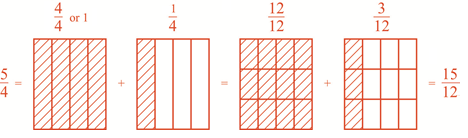 4/4 or 1 1/4 12/12 3/12
5/4 = + = + = 15/12